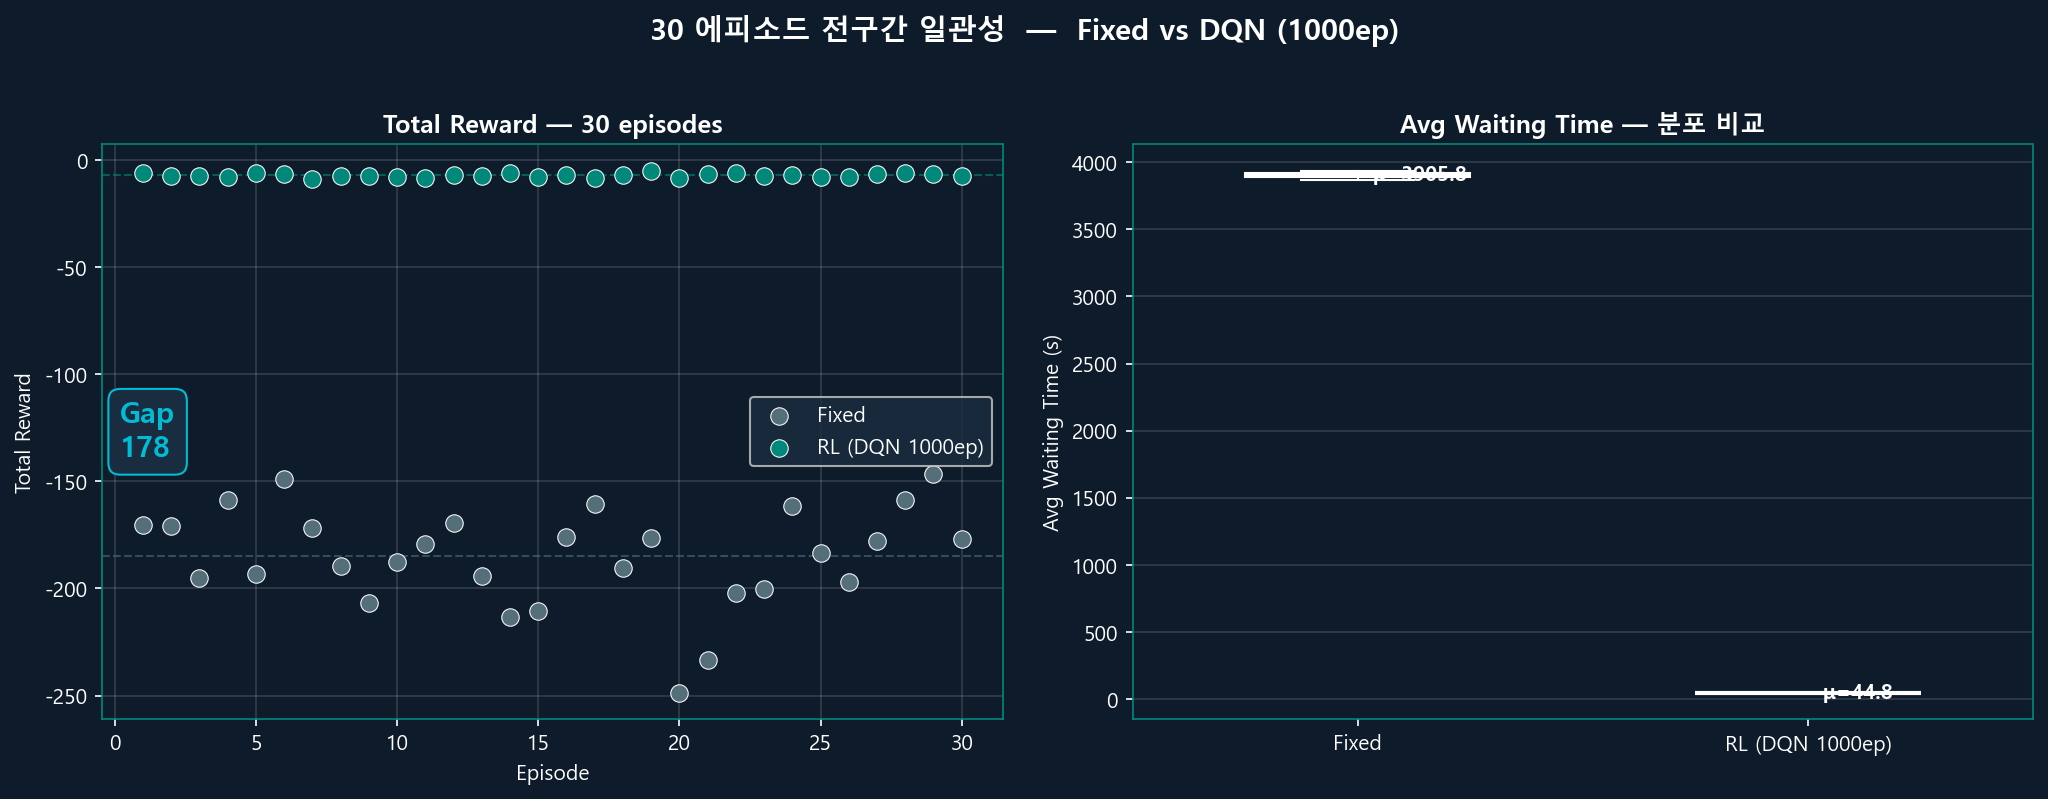 30 에피소드 전구간 일관성 — Fixed vs DQN (1000ep)
Total Reward — 30 episodes
0
-50
-100
-150
-200
-250
Total Reward
Gap
178
Fixed
RL (DQN 1000ep)
0
5
10
15
20
25
30
Episode
Avg Waiting Time — 분포 비교
4000
3500
3000
2500
2000
1500
1000
500
0
Avg Waiting Time (s)
μ=3905.8
μ=44.8
Fixed
RL (DQN 1000ep)